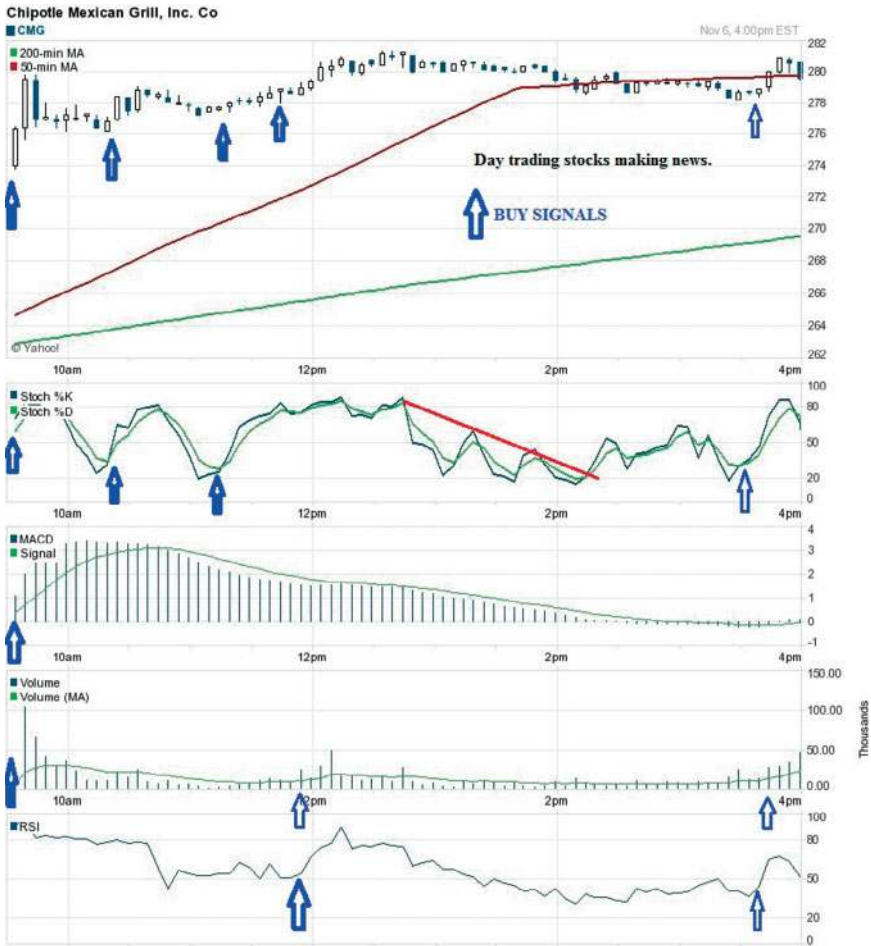 Chipotle Mexican Grill, Inc. Co
CMG
Nov 6, 4:00pm EST
200-min MA
50-min MA
282
280
278
276
274
272
270
268
266
264
262
Day trading stocks making news.
BUY SIGNALS
© Yahoo!
10am 12pm 2pm 4pm
Stoch %K
Stoch %D
100
80
50
20
0
10am 12pm 2pm 4pm
MACD
Signal
4
3
2
1
0
-1
10am 12pm 2pm 4pm
Volume
Volume (MA)
150.00
100.00
50.00
0.00
Thousands
10am 12pm 2pm 4pm
RSI
100
80
50
20
0